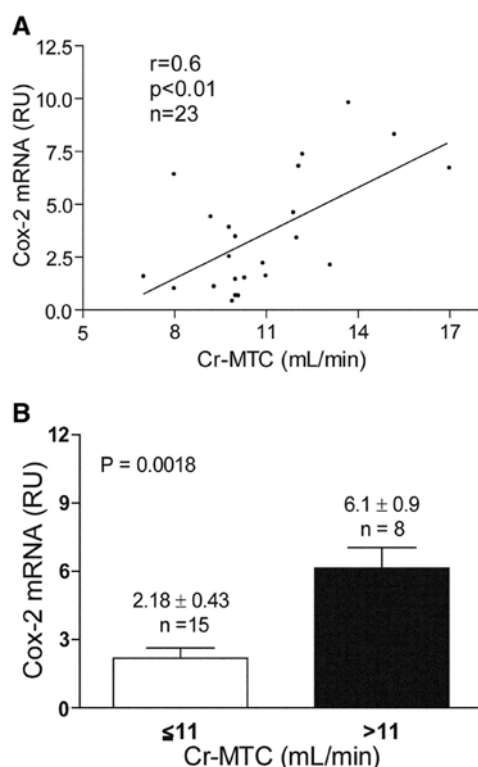 A
Cox-2 mRNA (RU)
12.5
10.0
7.5
5.0
2.5
0.0
r=0.6
p<0.01
n=23
5 8 11 14 17
Cr-MTC (mL/min)
B
Cox-2 mRNA (RU)
12
9
6
3
0
P = 0.0018
2.18 ± 0.43
n =15
6.1 ± 0.9
n = 8
≦11 >11
Cr-MTC (mL/min)